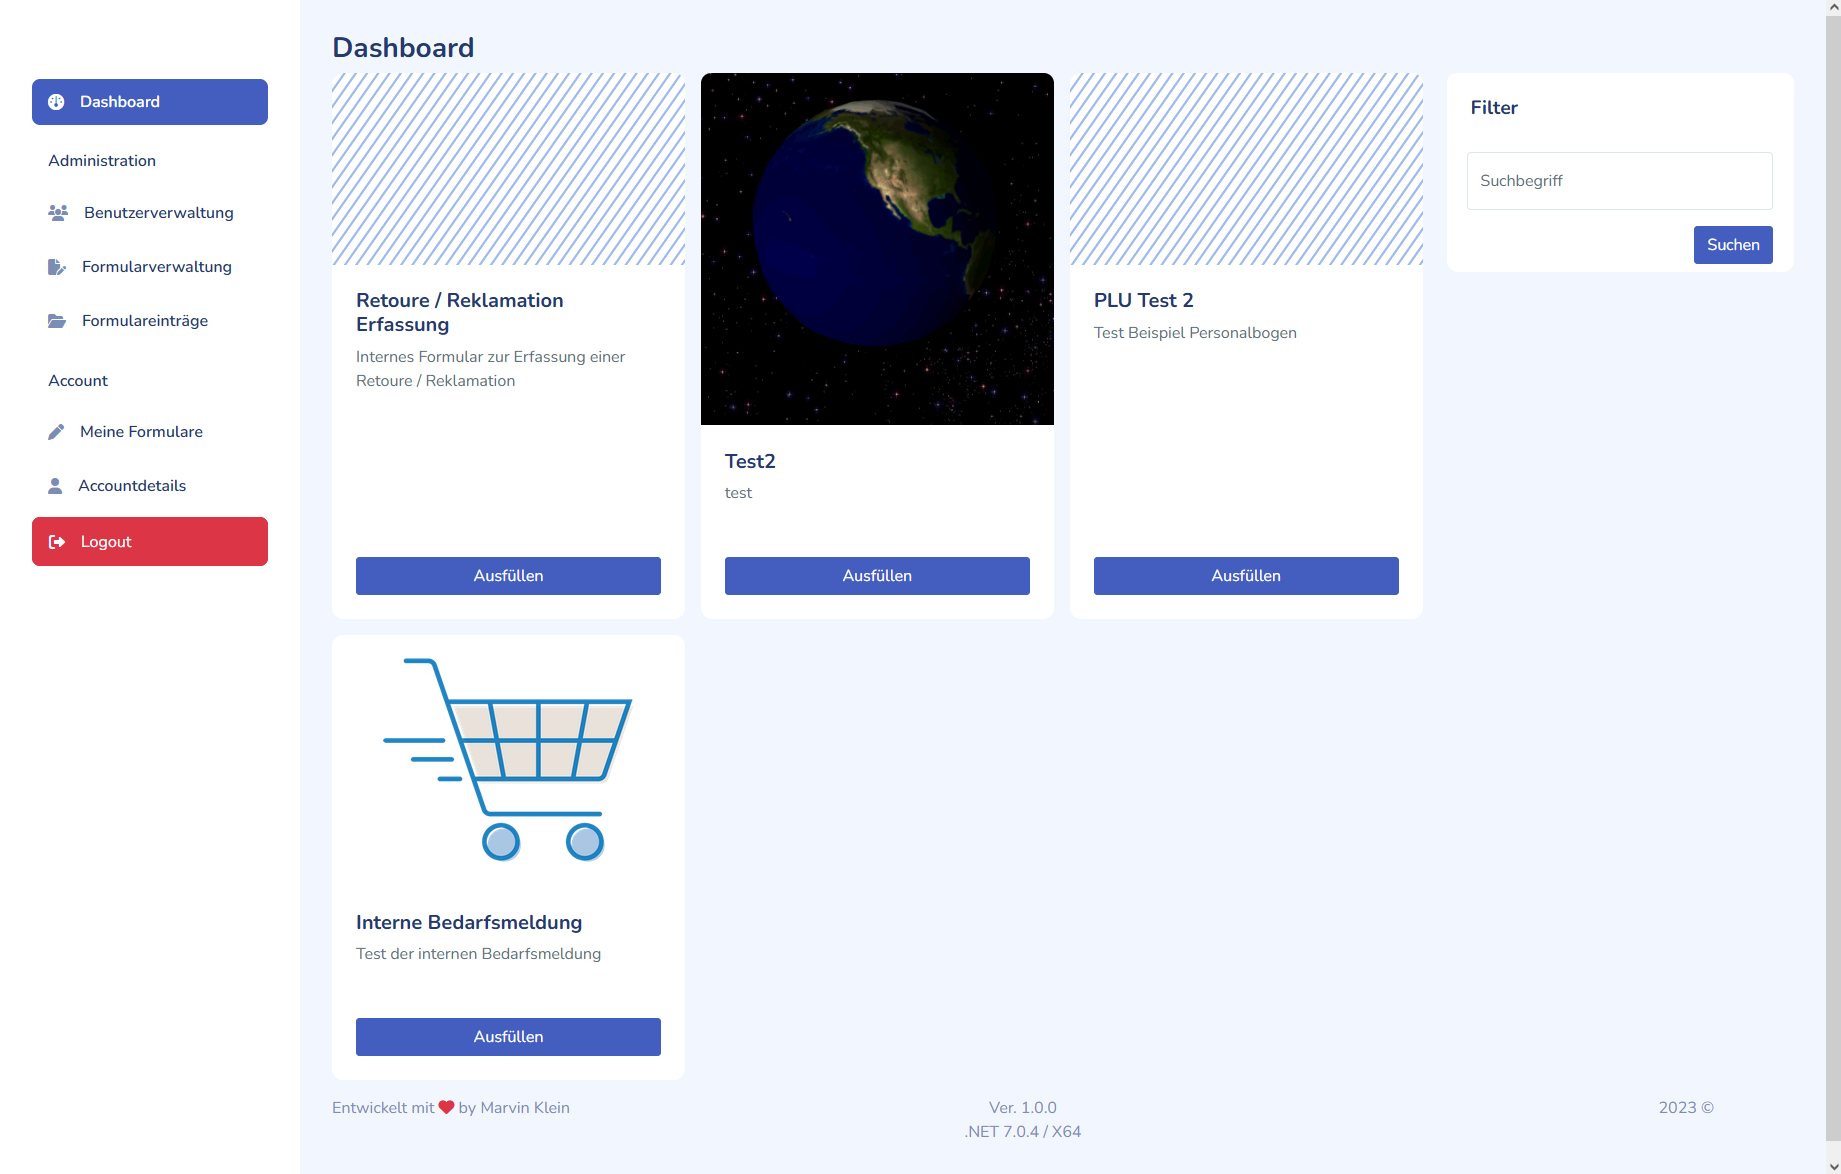 Dashboard
Administration
Benutzerverwaltung
Formularverwaltung
Formulareinträge
Account
Meine Formulare
Accountdetails
Logout
Dashboard
Retoure / Reklamation
Erfassung
Internes Formular zur Erfassung einer
Retoure / Reklamation
Ausfüllen
Test2
test
Ausfüllen
PLU Test 2
Test Beispiel Personalbogen
Ausfüllen
Filter
Suchbegriff
Suchen
Interne Bedarfsmeldung
Test der internen Bedarfsmeldung
Ausfüllen
Entwickelt mit ❤ by Marvin Klein
Ver. 1.0.0
.NET 7.0.4 / X64
2023 ©